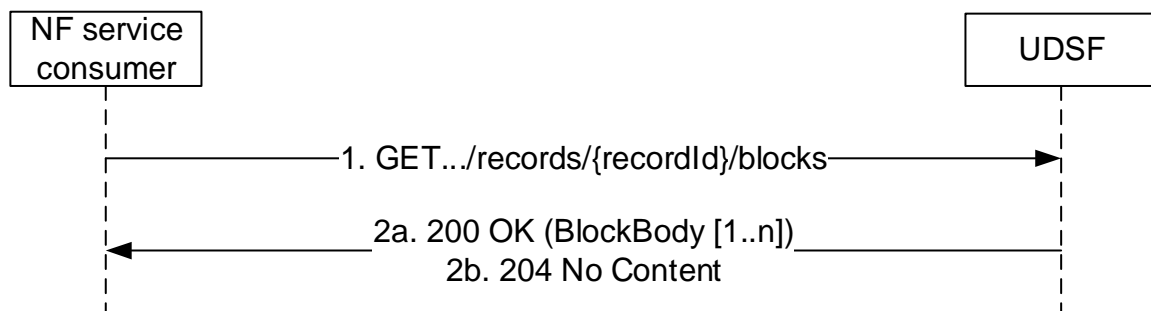 NF service
consumer
UDSF
1. GET.../records/{recordId}/blocks
2a. 200 OK (BlockBody [1..n])
2b. 204 No Content